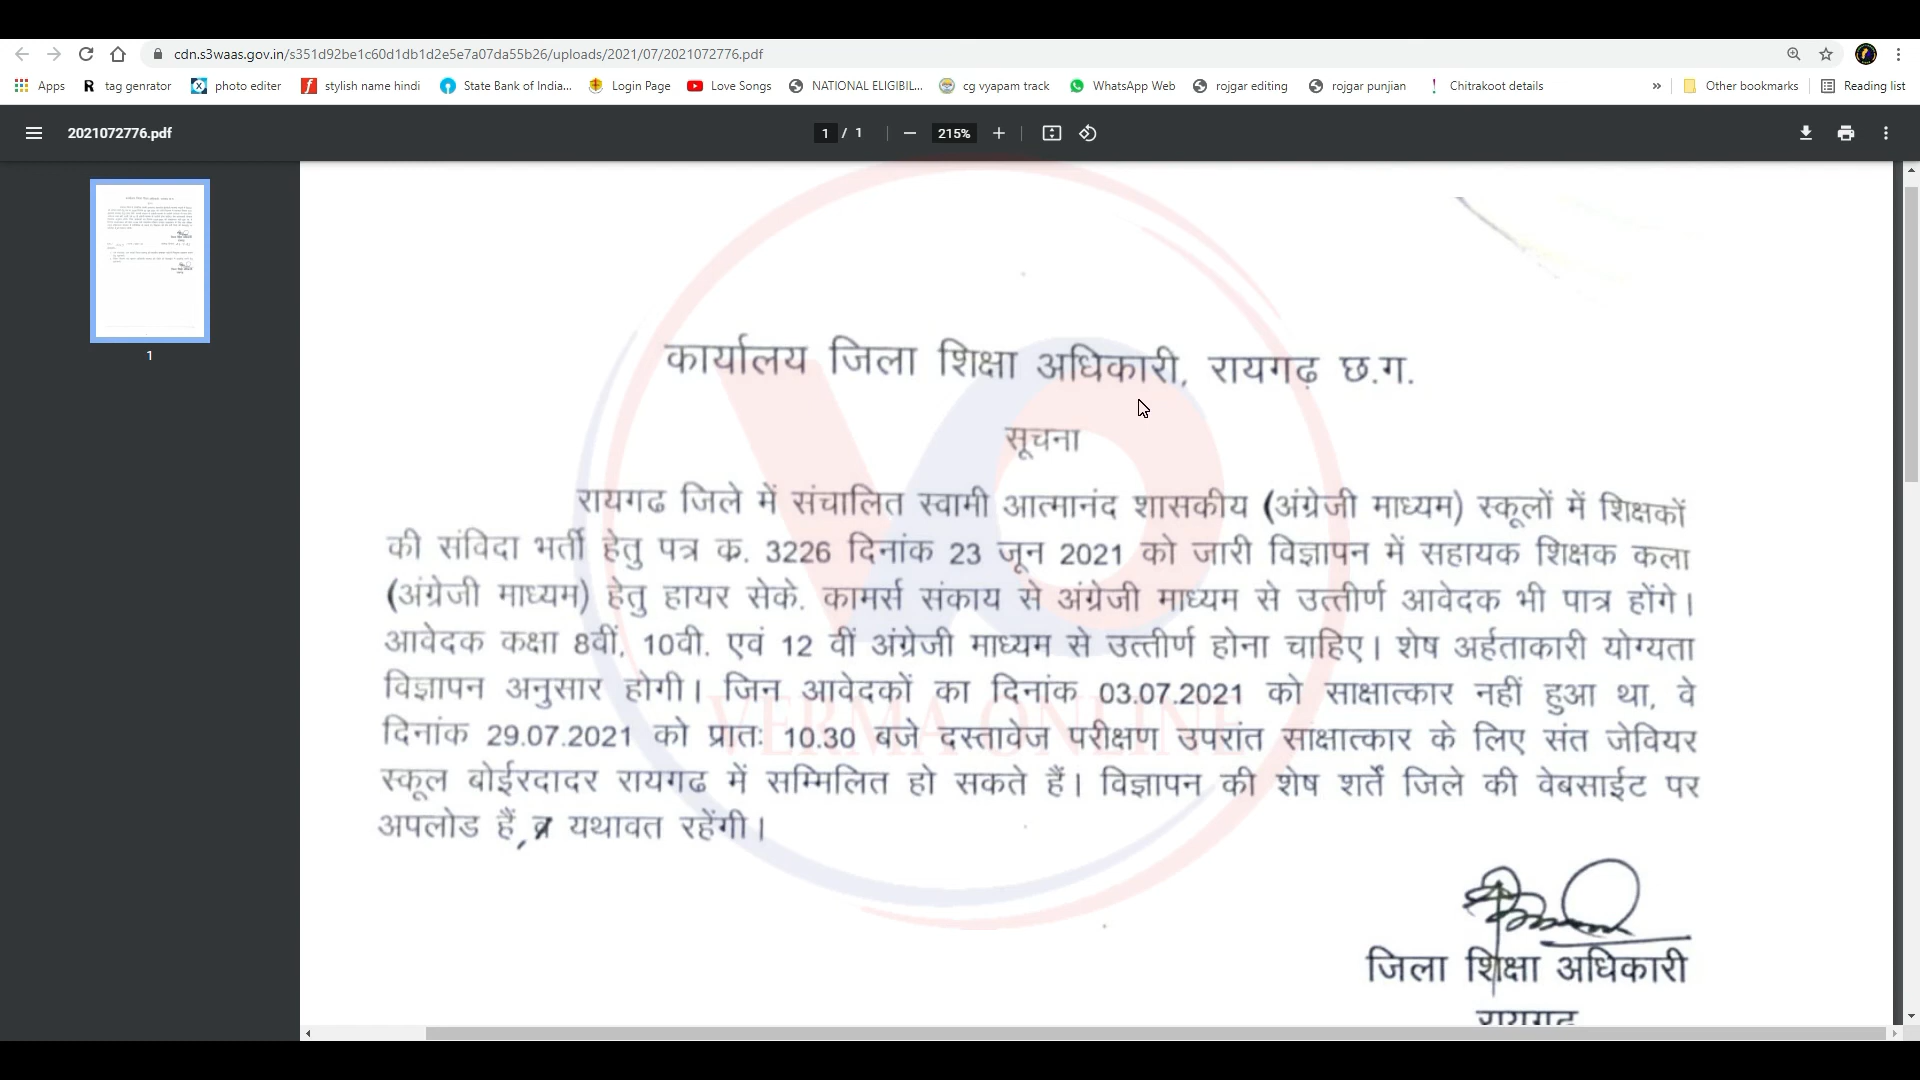 cdn.s3waas.gov.in/s351d92be1c60d1db1d2e5e7a07da55b26/uploads/2021/07/2021072776.pdf
Apps R tag genrator photo editer stylish name hindi State Bank of India... Login Page Love Songs NATIONAL ELIGIBIL... cg vyapam track WhatsApp Web rojgar editing rojgar punjian Chitrakoot details » Other bookmarks Reading list
2021072776.pdf 1 / 1 − 215% +
1
कार्यालय जिला शिक्षा अधिकारी, रायगढ़ छ.ग.
सूचना
रायगढ जिले में संचालित स्वामी आत्मानंद शासकीय (अंग्रेजी माध्यम) स्कूलों में शिक्षकों
की संविदा भर्ती हेतु पत्र क्र. 3226 दिनांक 23 जून 2021 को जारी विज्ञापन में सहायक शिक्षक कला
(अंग्रेजी माध्यम) हेतु हायर सेके. कामर्स संकाय से अंग्रेजी माध्यम से उत्तीर्ण आवेदक भी पात्र होंगे।
आवेदक कक्षा 8वीं, 10वी. एवं 12 वीं अंग्रेजी माध्यम से उत्तीर्ण होना चाहिए। शेष अर्हताकारी योग्यता
विज्ञापन अनुसार होगी। जिन आवेदकों का दिनांक 03.07.2021 को साक्षात्कार नहीं हुआ था, वे
दिनांक 29.07.2021 को प्रातः 10.30 बजे दस्तावेज परीक्षण उपरांत साक्षात्कार के लिए संत जेवियर
स्कूल बोईरदादर रायगढ में सम्मिलित हो सकते हैं। विज्ञापन की शेष शर्तें जिले की वेबसाईट पर
अपलोड हैं, यथावत रहेंगी।
VERMA ONLINE
जिला शिक्षा अधिकारी
रायगढ